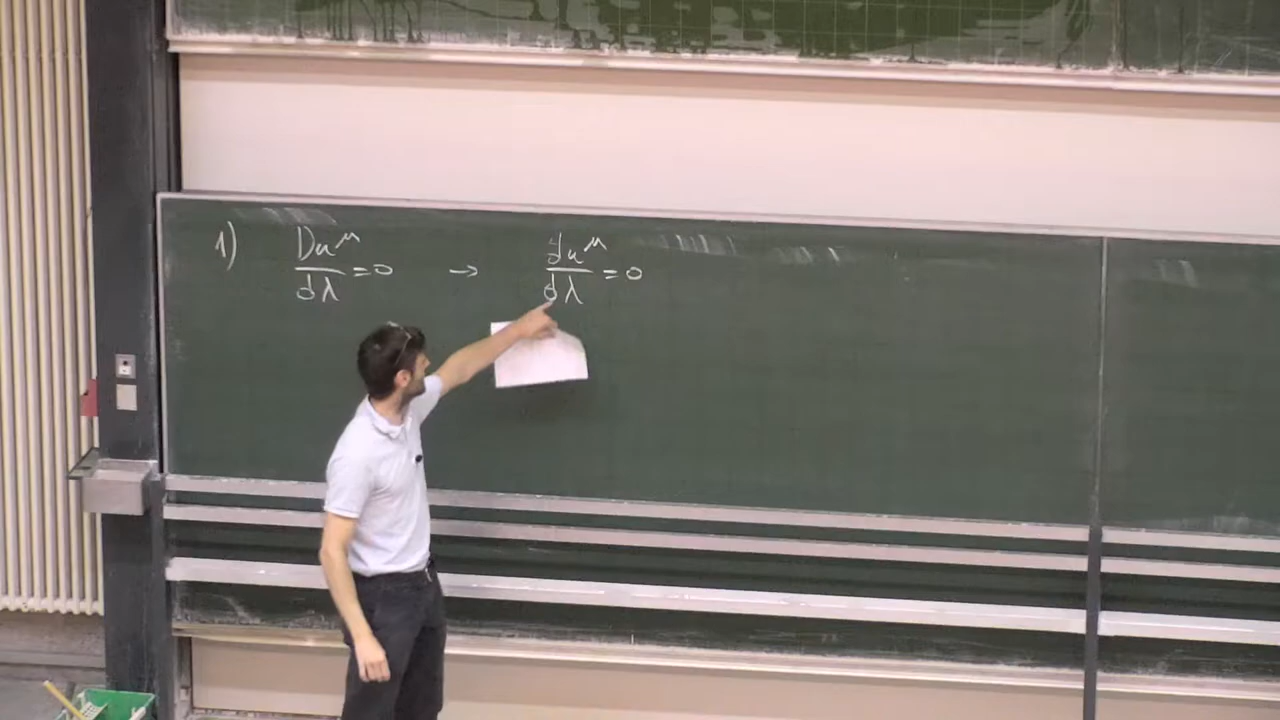 1) Du^μ/dλ = 0 → du^μ/dλ = 0